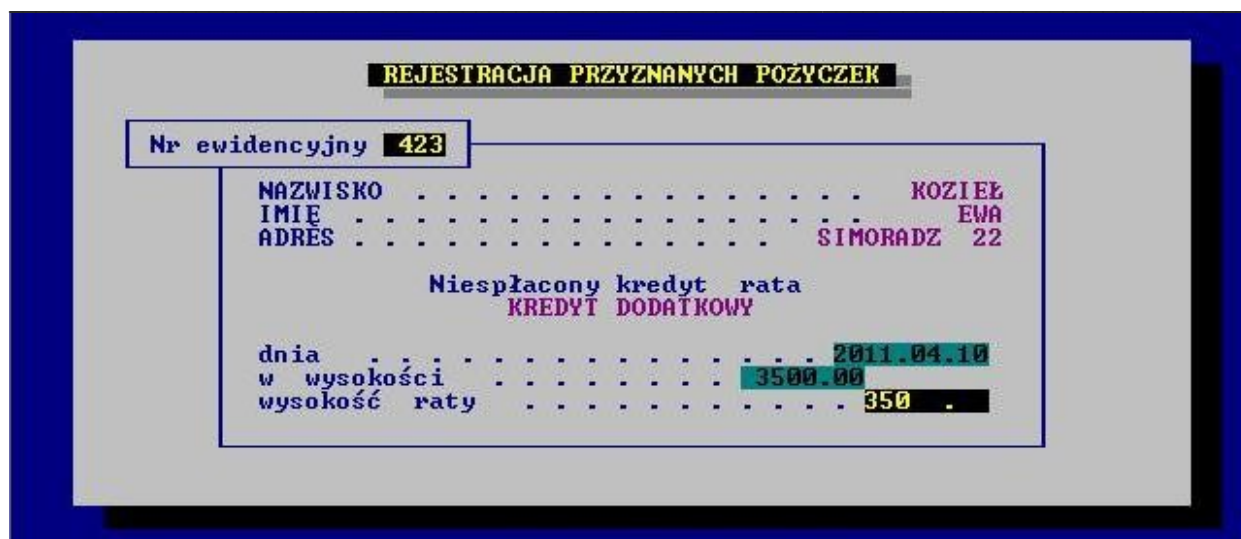 REJESTRACJA PRZYZNANYCH POŻYCZEK
Nr ewidencyjny 423
NAZWISKO . . . . . . . . . . . . . . . KOZIEŁ
IMIĘ . . . . . . . . . . . . . . . . . EWA
ADRES . . . . . . . . . . . . . . SIMORADZ 22
Niespłacony kredyt rata
KREDYT DODATKOWY
dnia . . . . . . . . . . . . . . . 2011.04.10
w wysokości . . . . . . . . 3500.00
wysokość raty . . . . . . . . . . . 350 .